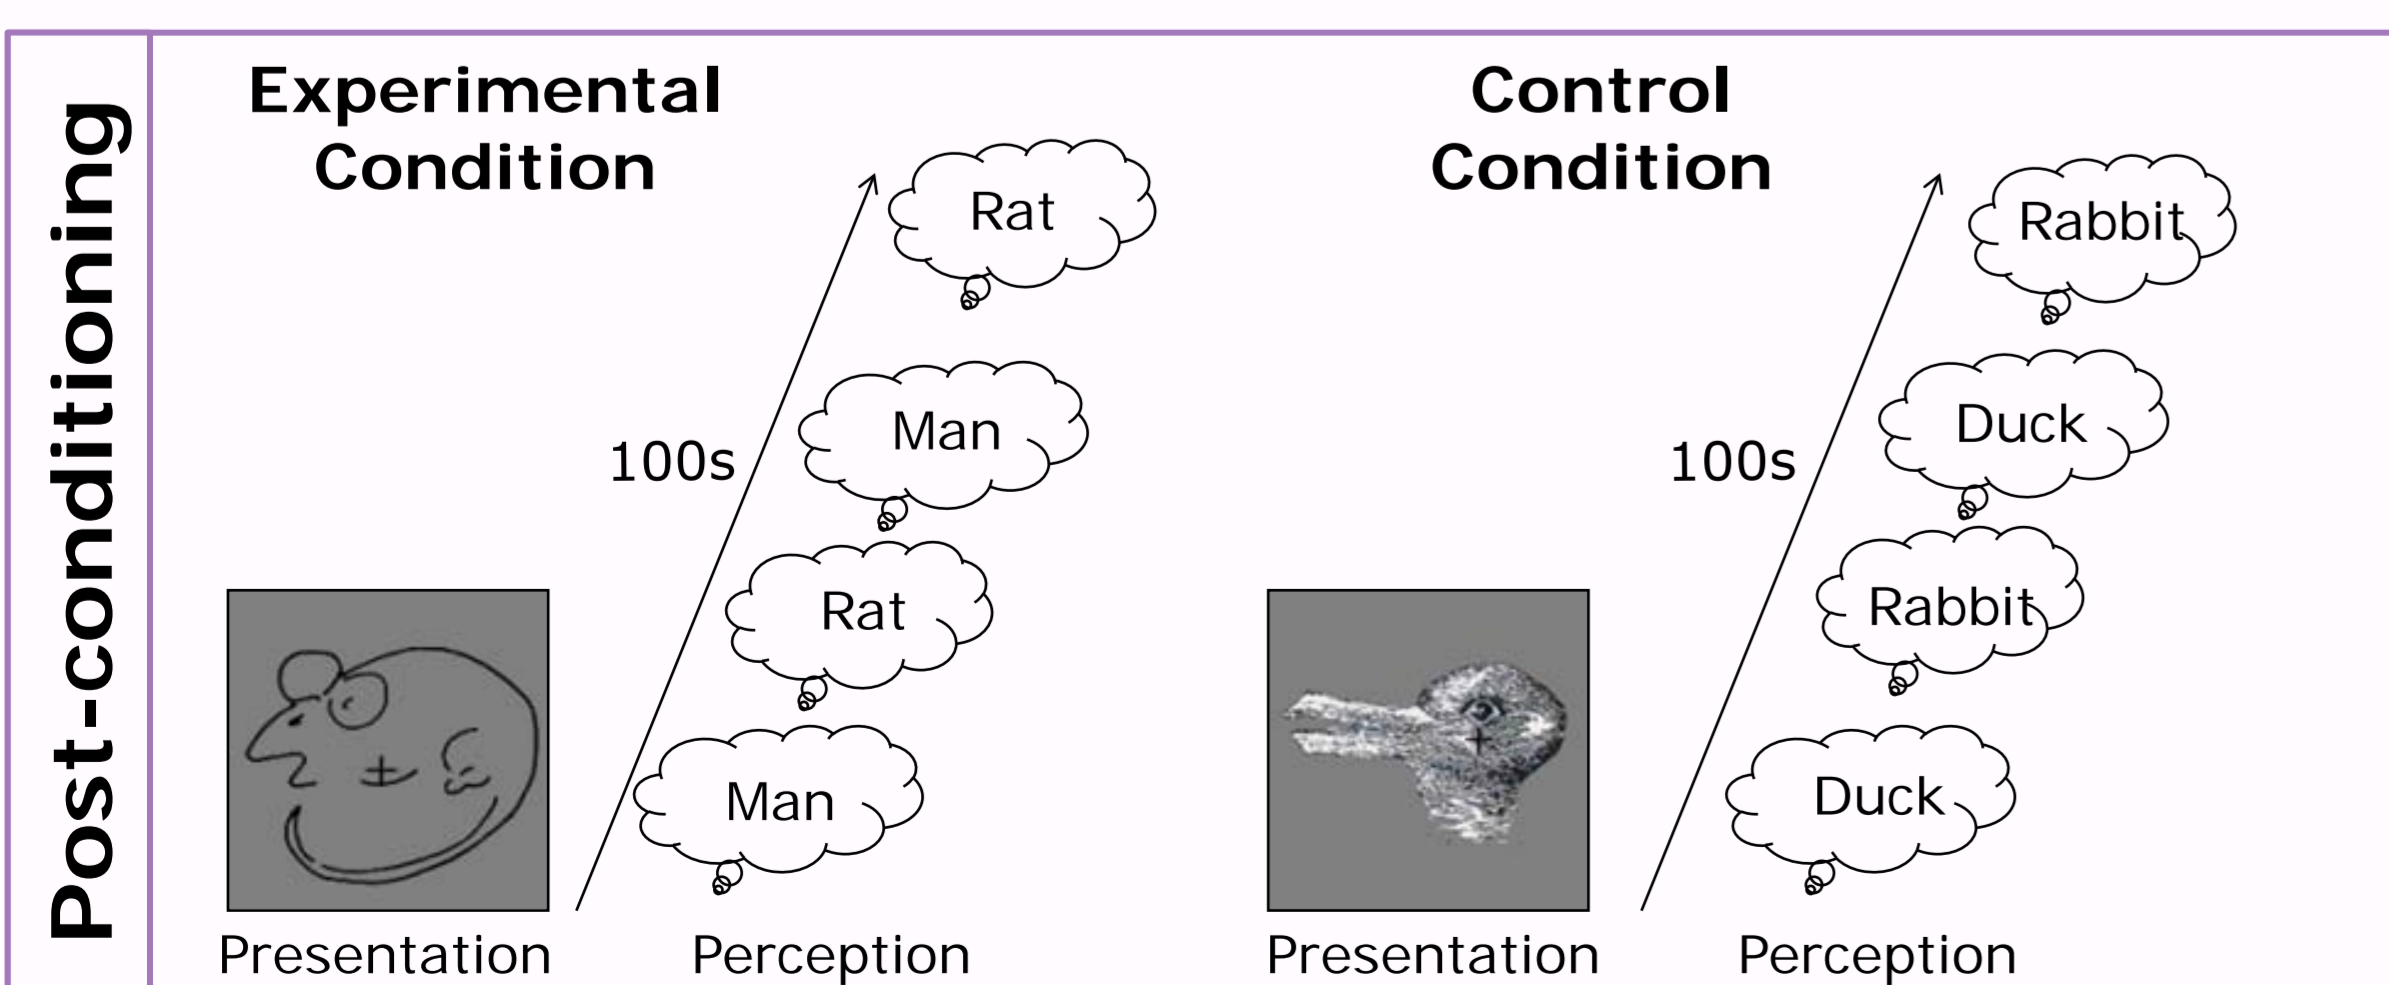 Post-conditioning
Experimental
Condition
Rat
Man
100s
Rat
Man
Presentation
Perception
Control
Condition
Rabbit
Duck
100s
Rabbit
Duck
Presentation
Perception